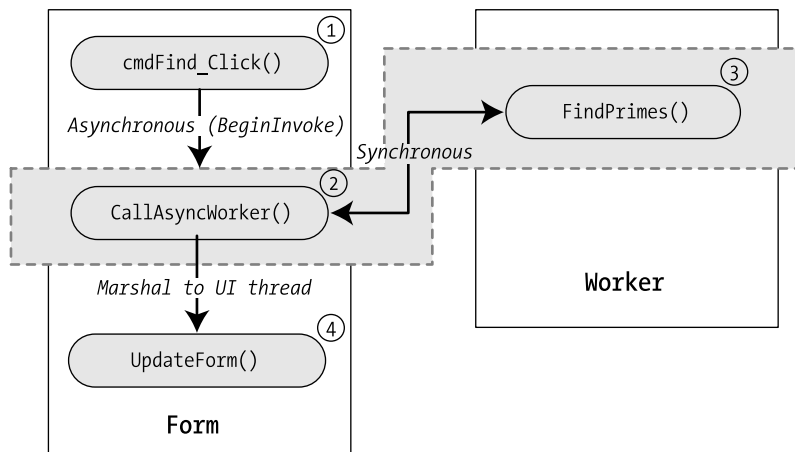 1
cmdFind_Click()
Asynchronous (BeginInvoke)
2
CallAsyncWorker()
Synchronous
3
FindPrimes()
Marshal to UI thread
4
UpdateForm()
Form
Worker